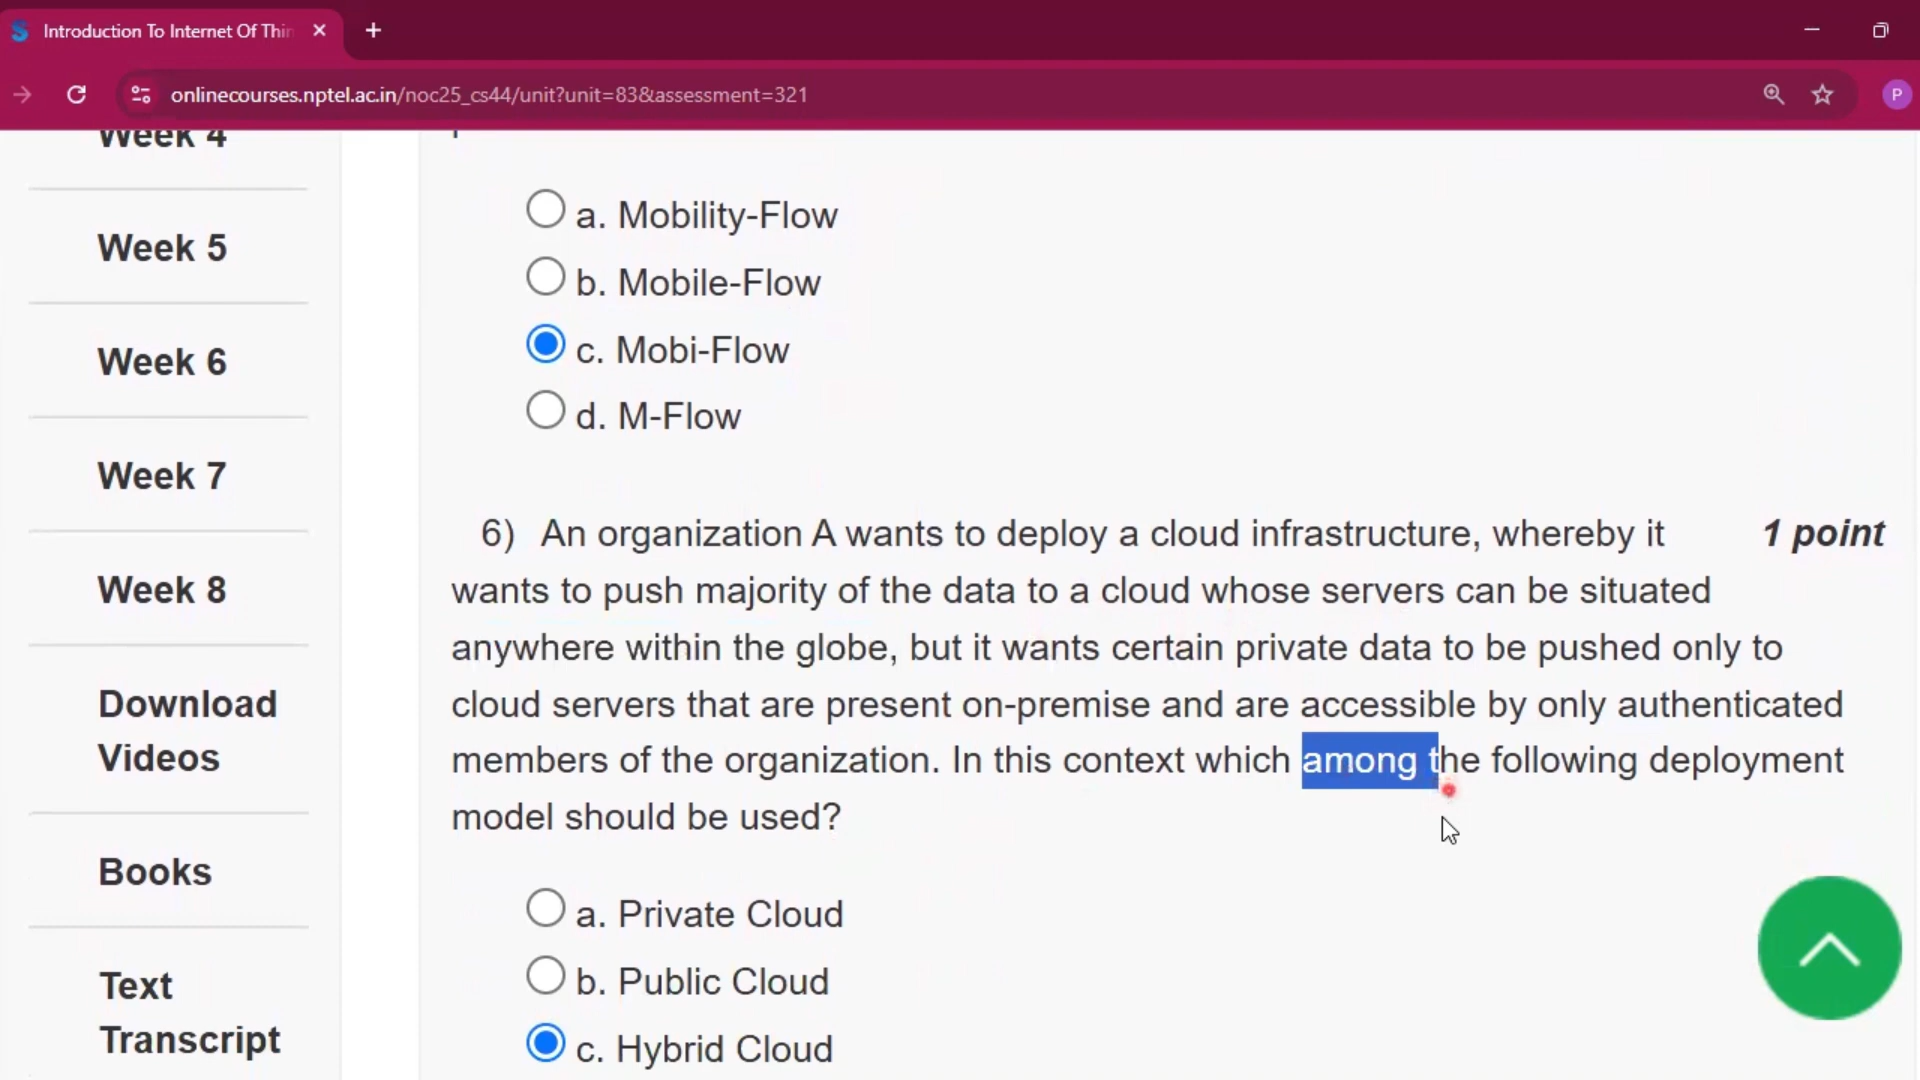 Introduction To Internet Of Thin
onlinecourses.nptel.ac.in/noc25_cs44/unit?unit=83&assessment=321
P
Week 4
Week 5
Week 6
Week 7
Week 8
Download
Videos
Books
Text
Transcript
a. Mobility-Flow
b. Mobile-Flow
c. Mobi-Flow
d. M-Flow
6) An organization A wants to deploy a cloud infrastructure, whereby it 1 point
wants to push majority of the data to a cloud whose servers can be situated
anywhere within the globe, but it wants certain private data to be pushed only to
cloud servers that are present on-premise and are accessible by only authenticated
members of the organization. In this context which among the following deployment
model should be used?
a. Private Cloud
b. Public Cloud
c. Hybrid Cloud